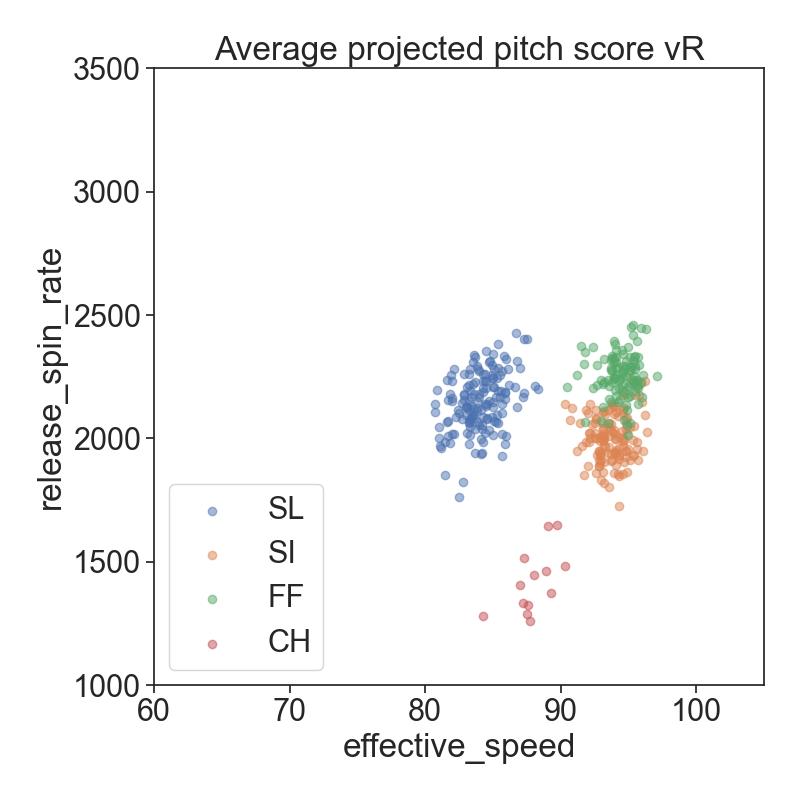 Average projected pitch score vR
3500
3000
2500
2000
1500
1000
release_spin_rate
SL
SI
FF
CH
60
70
80
90
100
effective_speed